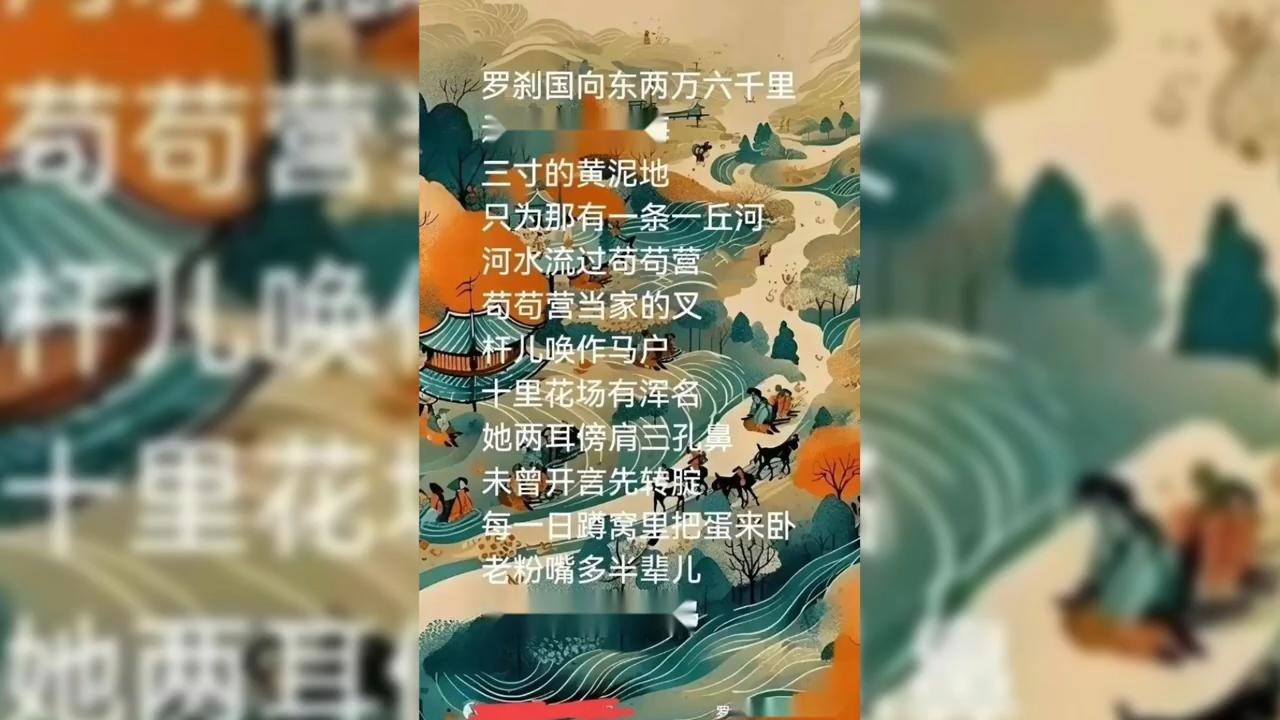 罗刹国向东两万六千里
三寸的黄泥地
只为那有一条一丘河
河水流过苟苟营
苟苟营当家的叉
杆儿唤作马户
十里花场有浑名
她两耳傍肩三孔鼻
未曾开言先转腚
每一日蹲窝里把蛋来卧
老粉嘴多半辈儿
罗